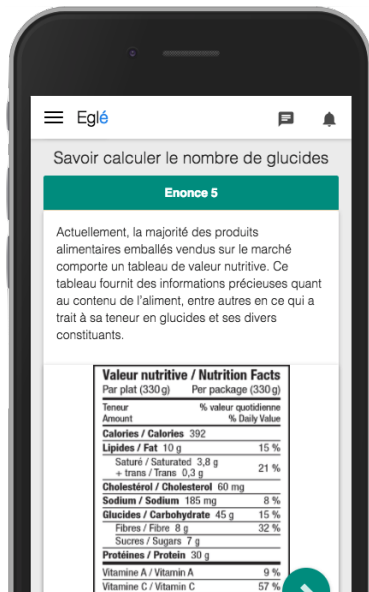 Eglé
Savoir calculer le nombre de glucides
Enonce 5
Actuellement, la majorité des produits
alimentaires emballés vendus sur le marché
comporte un tableau de valeur nutritive. Ce
tableau fournit des informations précieuses quant
au contenu de l'aliment, entre autres en ce qui a
trait à sa teneur en glucides et ses divers
constituants.
Valeur nutritive / Nutrition Facts
Par plat (330 g) Per package (330 g)
Teneur % valeur quotidienne
Amount % Daily Value
Calories / Calories 392
Lipides / Fat 10 g 15 %
Saturé / Saturated 3,8 g
+ trans / Trans 0,3 g 21 %
Cholestérol / Cholesterol 60 mg
Sodium / Sodium 185 mg 8 %
Glucides / Carbohydrate 45 g 15 %
Fibres / Fibre 8 g 32 %
Sucres / Sugars 7 g
Protéines / Protein 30 g
Vitamine A / Vitamin A 9 %
Vitamine C / Vitamin C 57 %